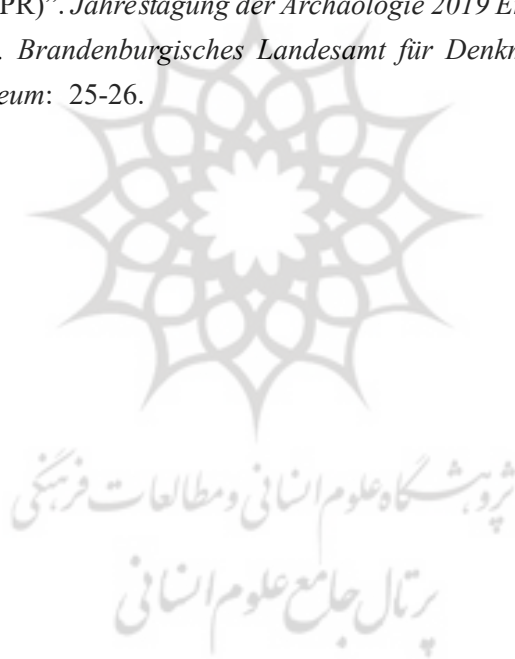 PR)”. Jahrestagung der Archäologie 2019 E
. Brandenburgisches Landesamt für Denk
eum: 25-26.
پژوهشگاه علوم انسانی و مطالعات فرهنگی
پرتال جامع علوم انسانی